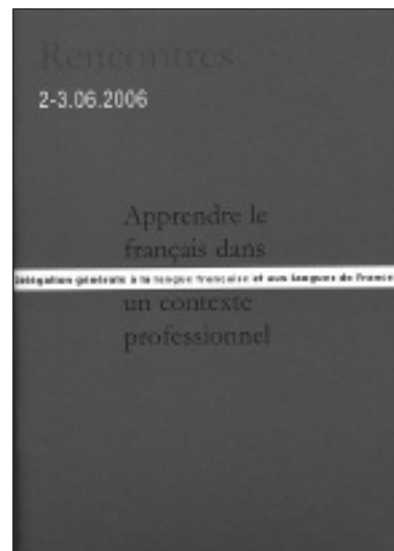 Rencontres
2-3.06.2006
Apprendre le
français dans
Délégation générale à la langue française et aux langues de France
un contexte
professionnel